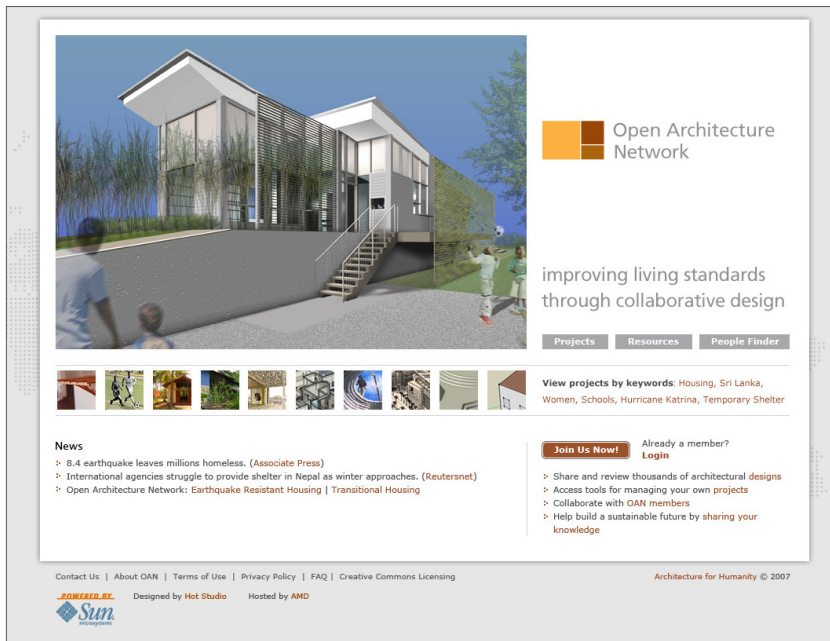 Open Architecture
Network
improving living standards
through collaborative design
Projects
Resources
People Finder
View projects by keywords: Housing, Sri Lanka,
Women, Schools, Hurricane Katrina, Temporary Shelter
News
8.4 earthquake leaves millions homeless. (Associate Press)
International agencies struggle to provide shelter in Nepal as winter approaches. (Reutersnet)
Open Architecture Network: Earthquake Resistant Housing | Transitional Housing
Join Us Now!
Already a member?
Login
Share and review thousands of architectural designs
Access tools for managing your own projects
Collaborate with OAN members
Help build a sustainable future by sharing your
knowledge
Contact Us | About OAN | Terms of Use | Privacy Policy | FAQ | Creative Commons Licensing
Architecture for Humanity © 2007
POWERED BY
Sun
microsystems
Designed by Hot Studio
Hosted by AMD